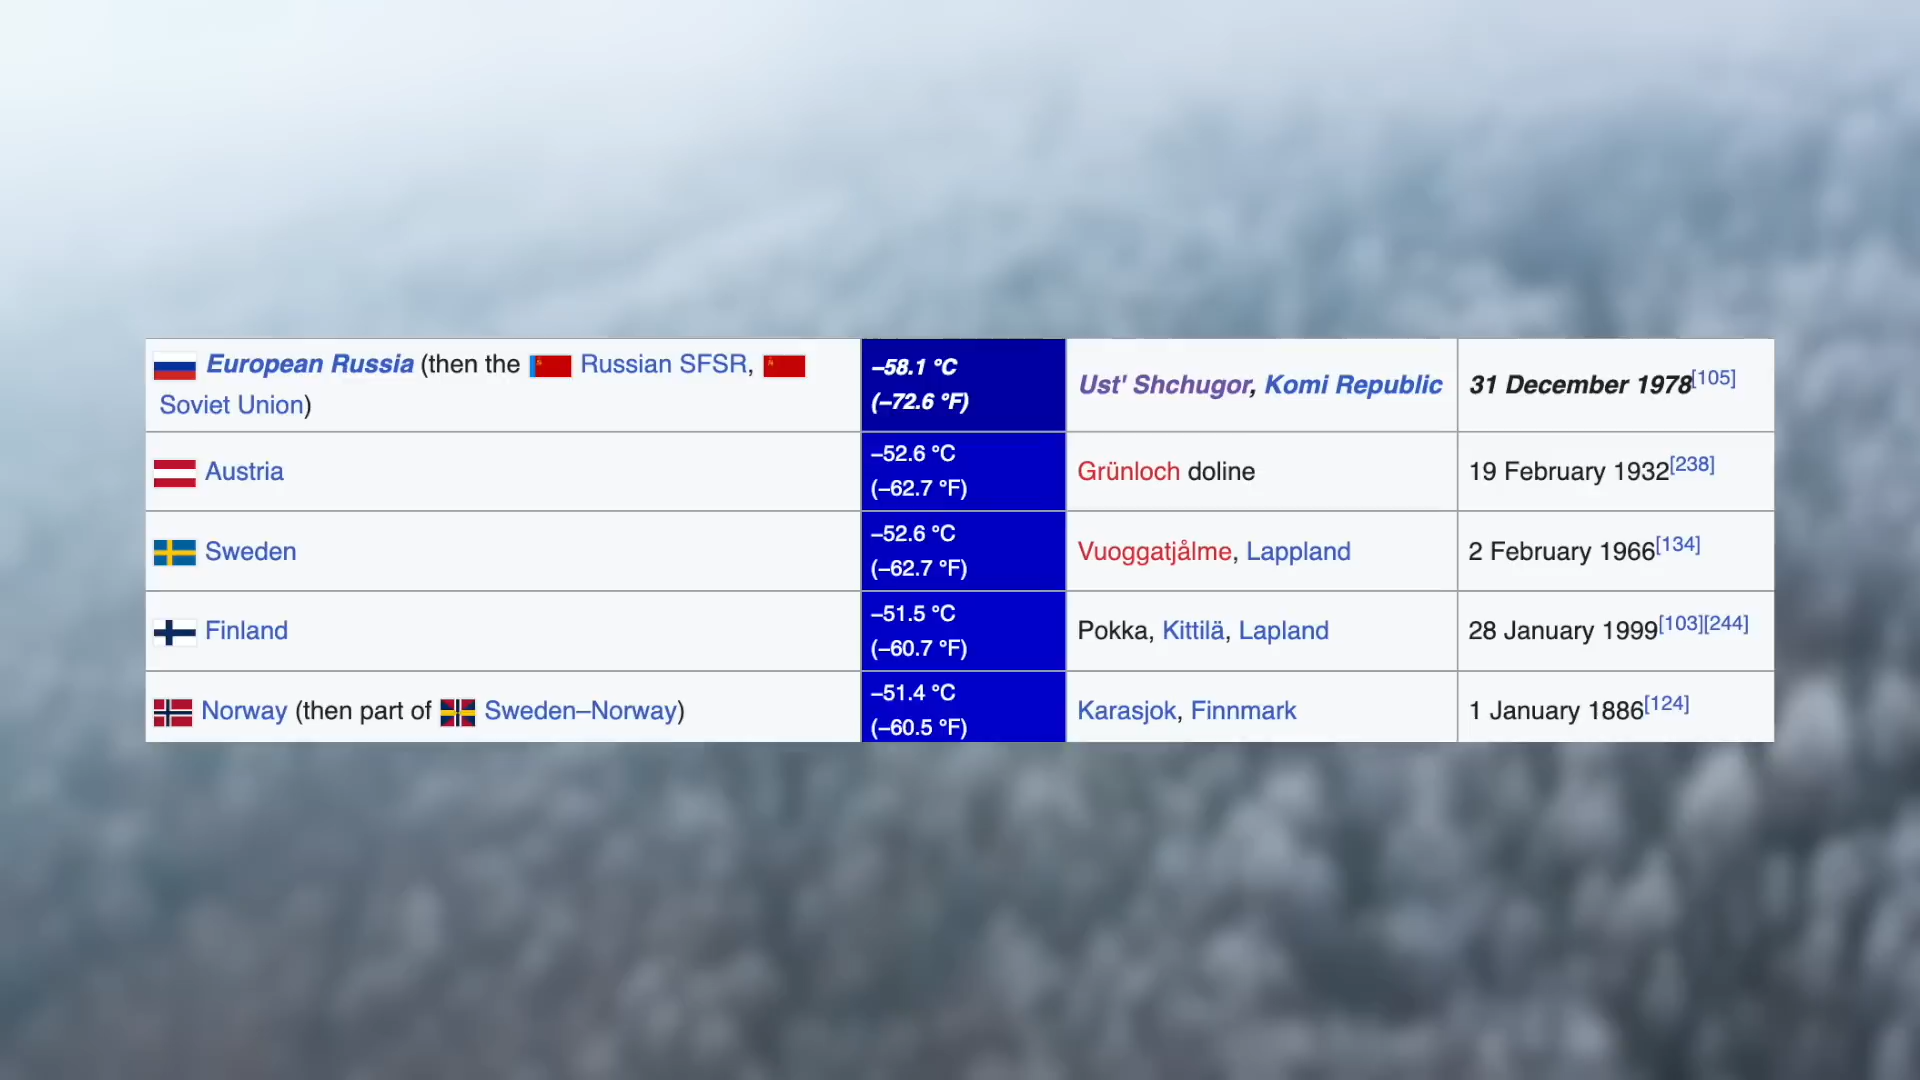 European Russia (then the Russian SFSR,
Soviet Union)
–58.1 °C
(–72.6 °F)
Ust' Shchugor, Komi Republic
31 December 1978[105]
Austria
–52.6 °C
(–62.7 °F)
Grünloch doline
19 February 1932[238]
Sweden
–52.6 °C
(–62.7 °F)
Vuoggatjålme, Lappland
2 February 1966[134]
Finland
–51.5 °C
(–60.7 °F)
Pokka, Kittilä, Lapland
28 January 1999[103][244]
Norway (then part of Sweden–Norway)
–51.4 °C
(–60.5 °F)
Karasjok, Finnmark
1 January 1886[124]